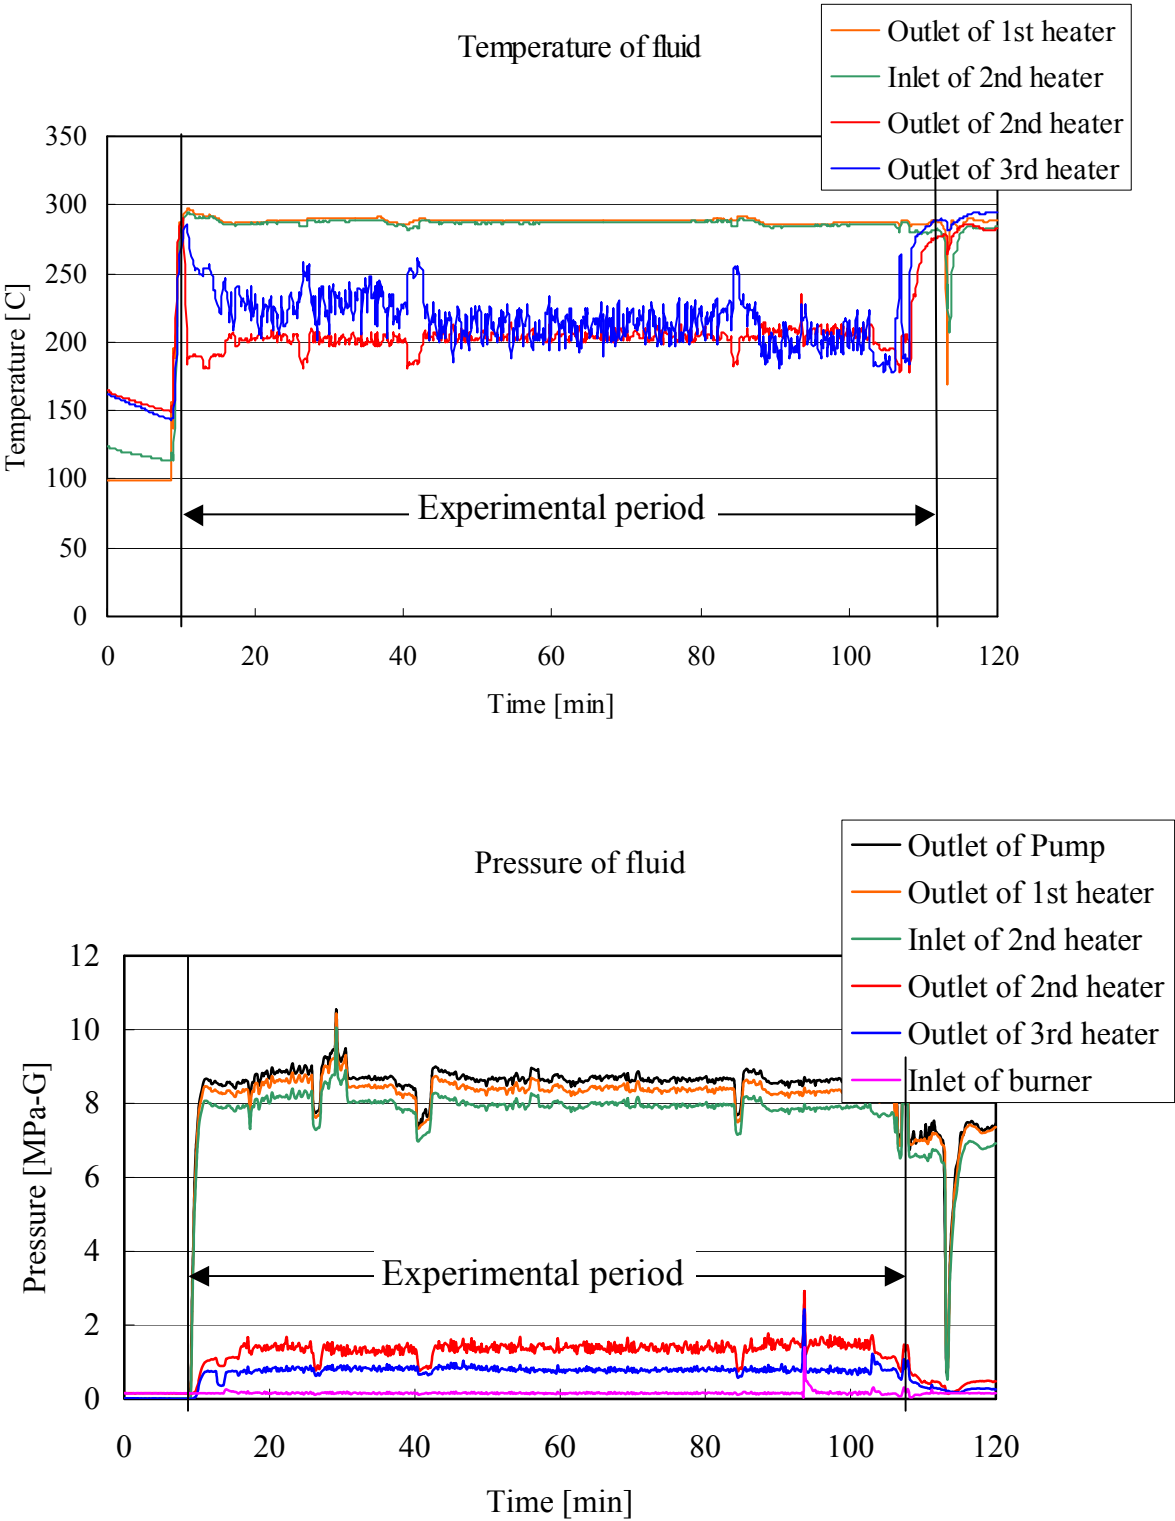 Temperature of fluid
Outlet of 1st heater
Inlet of 2nd heater
Outlet of 2nd heater
Outlet of 3rd heater
Temperature [C]
350
300
250
200
150
100
50
0
Experimental period
0 20 40 60 80 100 120
Time [min]
Pressure of fluid
Outlet of Pump
Outlet of 1st heater
Inlet of 2nd heater
Outlet of 2nd heater
Outlet of 3rd heater
Inlet of burner
Pressure [MPa-G]
12
10
8
6
4
2
0
Experimental period
0 20 40 60 80 100 120
Time [min]